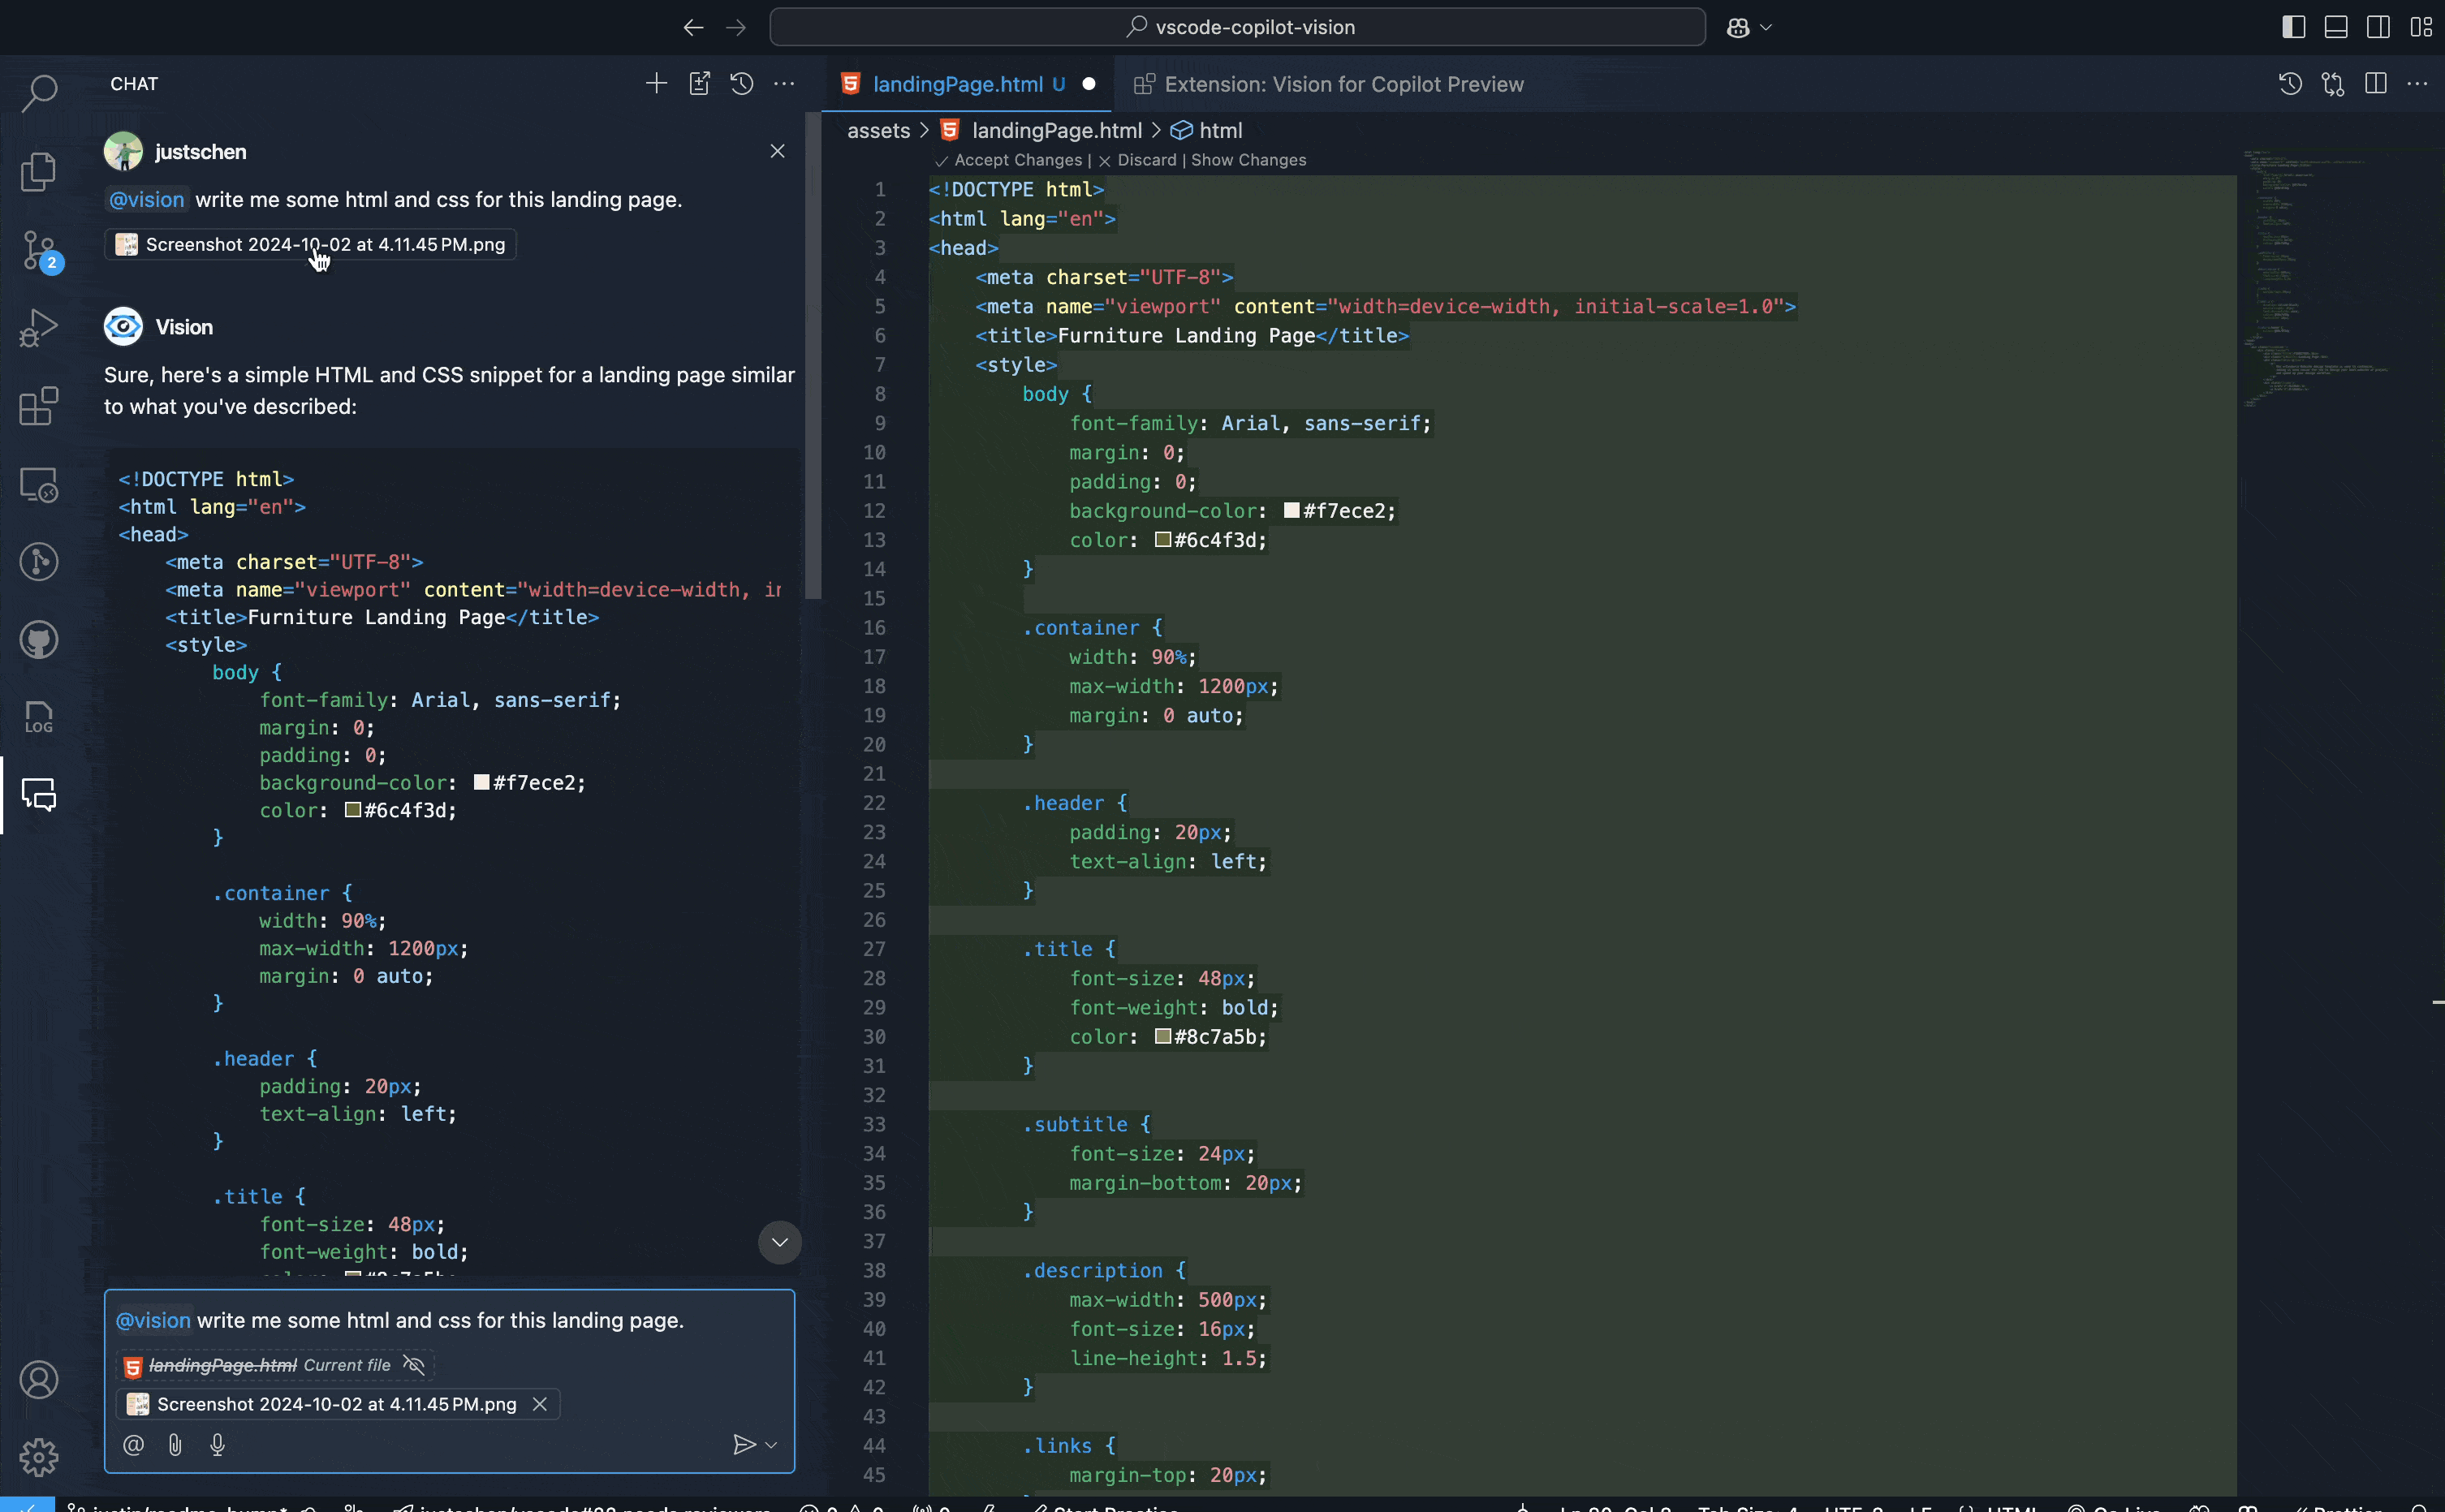 vscode-copilot-vision
CHAT
justschen
@vision write me some html and css for this landing page.
Screenshot 2024-10-02 at 4.11.45 PM.png
2
Vision
Sure, here's a simple HTML and CSS snippet for a landing page similar
to what you've described:
<!DOCTYPE html>
<html lang="en">
<head>
<meta charset="UTF-8">
<meta name="viewport" content="width=device-width, in
<title>Furniture Landing Page</title>
<style>
body {
font-family: Arial, sans-serif;
margin: 0;
padding: 0;
background-color: #f7ece2;
color: #6c4f3d;
}
.container {
width: 90%;
max-width: 1200px;
margin: 0 auto;
}
.header {
padding: 20px;
text-align: left;
}
.title {
font-size: 48px;
font-weight: bold;
LOG
@vision write me some html and css for this landing page.
landingPage.html Current file
Screenshot 2024-10-02 at 4.11.45 PM.png
landingPage.html U
Extension: Vision for Copilot Preview
assets > landingPage.html > html
Accept Changes | Discard | Show Changes
1 <!DOCTYPE html>
2 <html lang="en">
3 <head>
4 <meta charset="UTF-8">
5 <meta name="viewport" content="width=device-width, initial-scale=1.0">
6 <title>Furniture Landing Page</title>
7 <style>
8 body {
9 font-family: Arial, sans-serif;
10 margin: 0;
11 padding: 0;
12 background-color: #f7ece2;
13 color: #6c4f3d;
14 }
15
16 .container {
17 width: 90%;
18 max-width: 1200px;
19 margin: 0 auto;
20 }
21
22 .header {
23 padding: 20px;
24 text-align: left;
25 }
26
27 .title {
28 font-size: 48px;
29 font-weight: bold;
30 color: #8c7a5b;
31 }
32
33 .subtitle {
34 font-size: 24px;
35 margin-bottom: 20px;
36 }
37
38 .description {
39 max-width: 500px;
40 font-size: 16px;
41 line-height: 1.5;
42 }
43
44 .links {
45 margin-top: 20px;